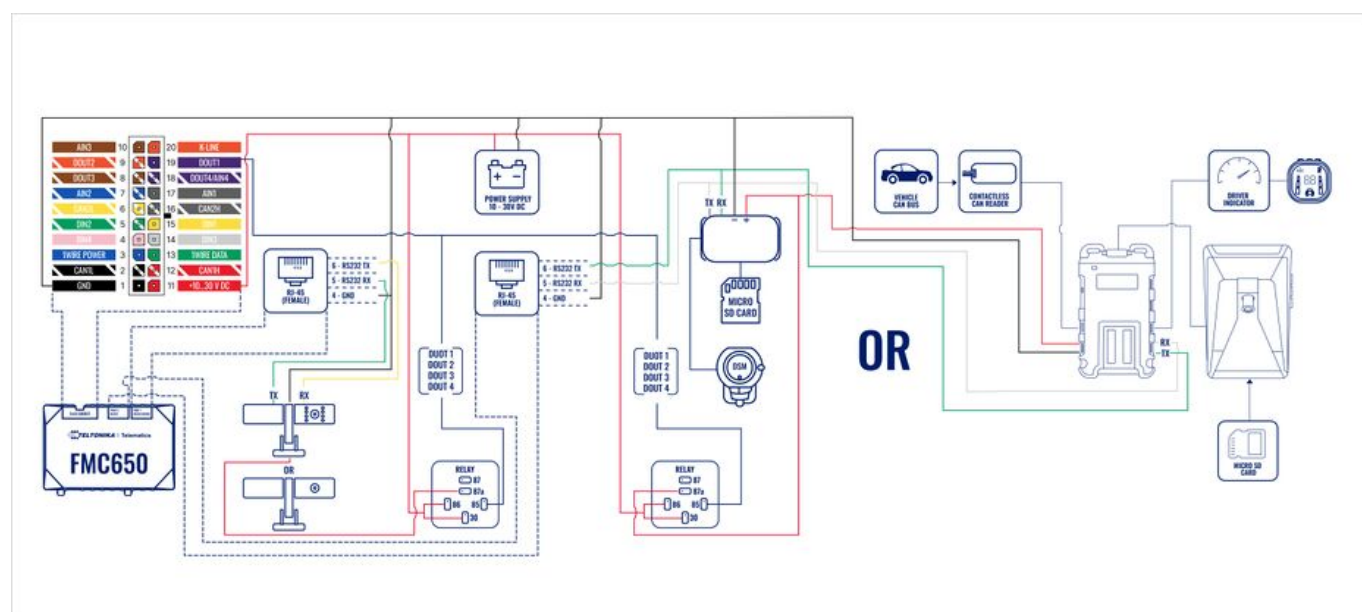 AIN3 10 20 K-LINE
DOUT2 9 19 DOUT1
DOUT3 8 18 DOUT4/AIN4
AIN2 7 17 AIN1
6 16 CAN2H
DIN2 5 15
DIN4 4 14 DIN3
1WIRE POWER 3 13 1WIRE DATA
CAN1L 2 12 CAN1H
GND 1 11 +10...30 V DC
POWER SUPPLY
10 - 30V DC
RJ-45
(FEMALE)
6 - RS232 TX
5 - RS232 RX
4 - GND
RJ-45
(FEMALE)
6 - RS232 TX
5 - RS232 RX
4 - GND
TX RX
MICRO
SD CARD
DSM
VEHICLE
CAN BUS
CONTACTLESS
CAN READER
DRIVER
INDICATOR
OR
RX
TX
MICRO SD
CARD
DUOT 1
DOUT 2
DOUT 3
DOUT 4
DUOT 1
DOUT 2
DOUT 3
DOUT 4
TX RX
OR
TELTONIKA | Telematics
FMC650
RELAY
87
87a
86 85
30
RELAY
87
87a
86 85
30